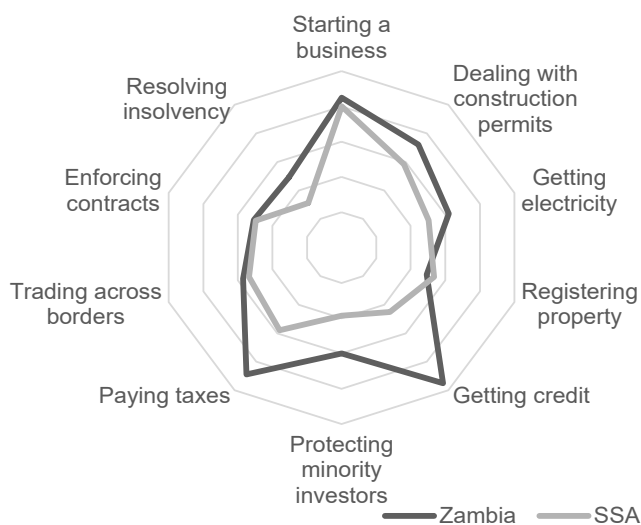 Starting a
business
Dealing with
construction
permits
Getting
electricity
Registering
property
Getting credit
Protecting
minority
investors
Paying taxes
Trading across
borders
Enforcing
contracts
Resolving
insolvency
Zambia
SSA